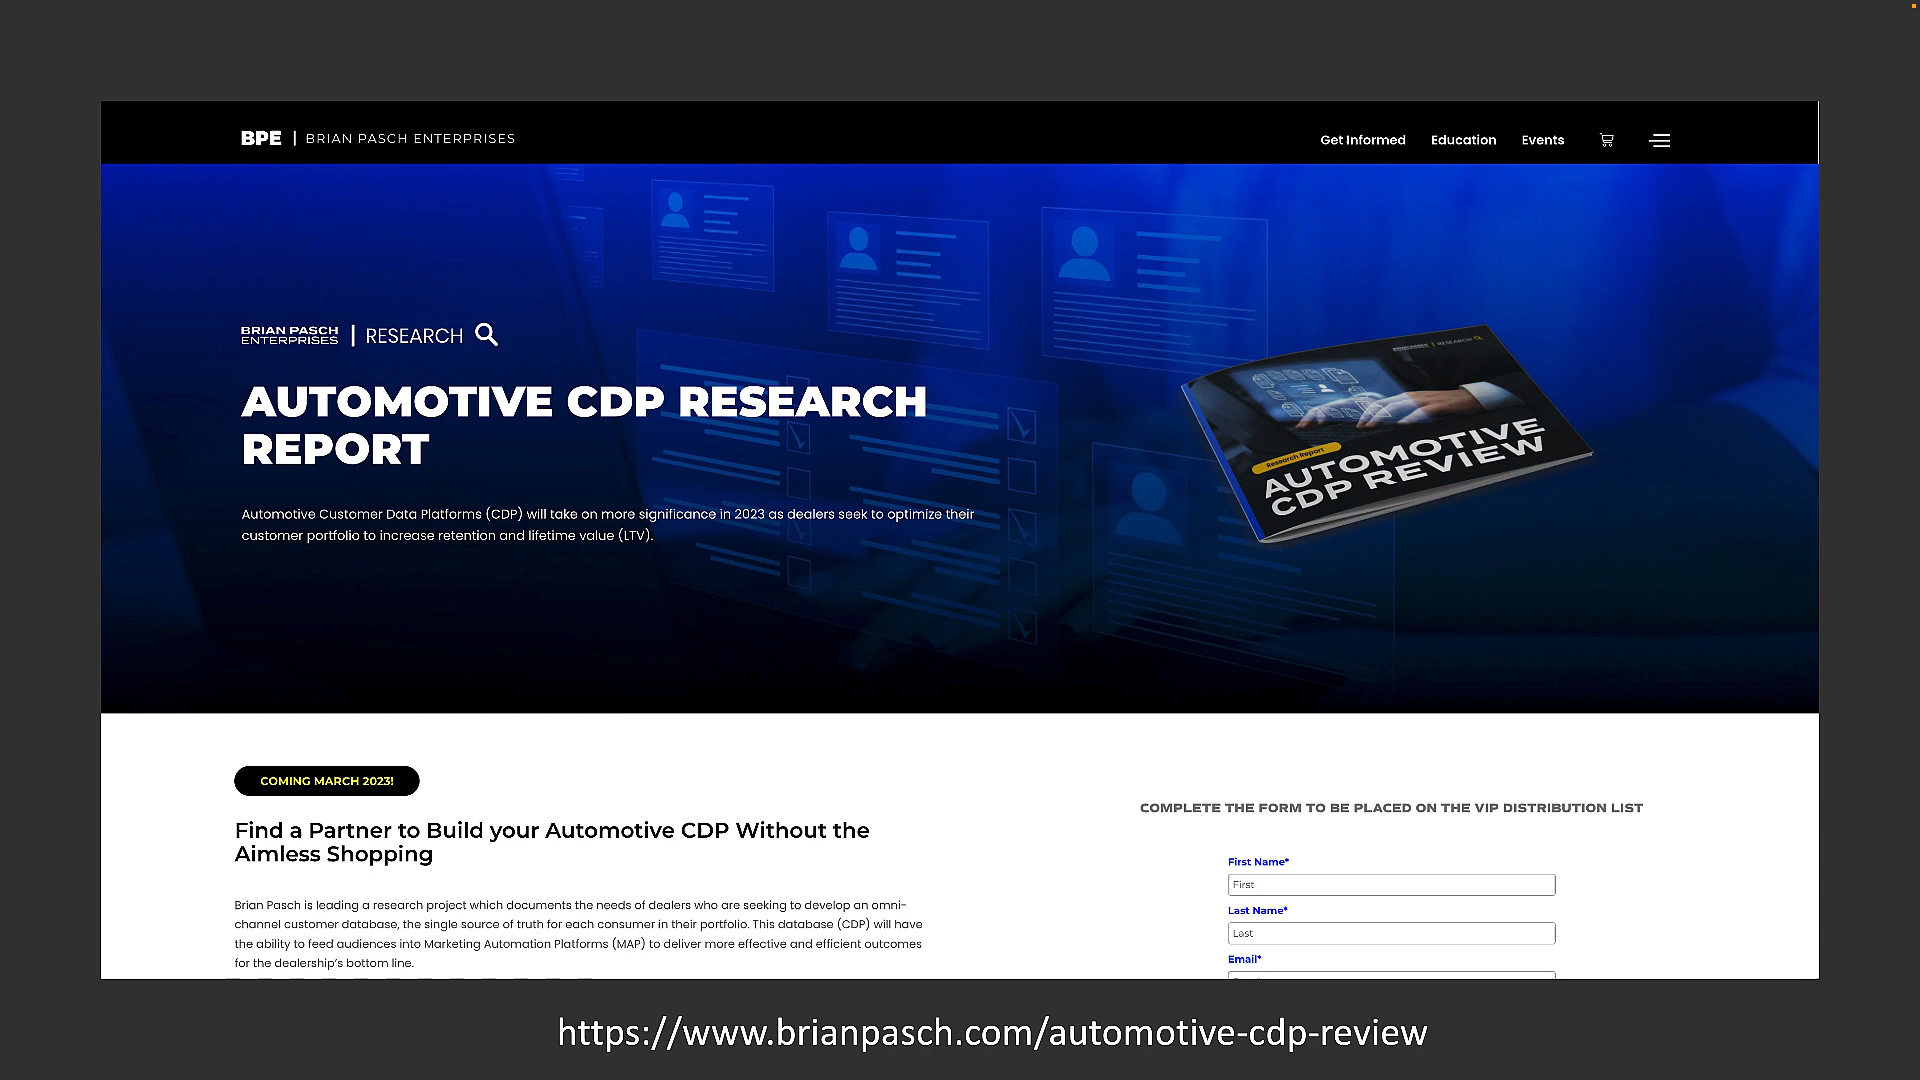 BPE | BRIAN PASCH ENTERPRISES
Get Informed Education Events
BRIAN PASCH
ENTERPRISES | RESEARCH
AUTOMOTIVE CDP RESEARCH
REPORT
Automotive Customer Data Platforms (CDP) will take on more significance in 2023 as dealers seek to optimize their
customer portfolio to increase retention and lifetime value (LTV).
BRIAN PASCH ENTERPRISES | RESEARCH
Research Report
AUTOMOTIVE
CDP REVIEW
COMING MARCH 2023!
Find a Partner to Build your Automotive CDP Without the
Aimless Shopping
Brian Pasch is leading a research project which documents the needs of dealers who are seeking to develop an omni-
channel customer database, the single source of truth for each consumer in their portfolio. This database (CDP) will have
the ability to feed audiences into Marketing Automation Platforms (MAP) to deliver more effective and efficient outcomes
for the dealership's bottom line.
COMPLETE THE FORM TO BE PLACED ON THE VIP DISTRIBUTION LIST
First Name*
First
Last Name*
Last
Email*
https://www.brianpasch.com/automotive-cdp-review